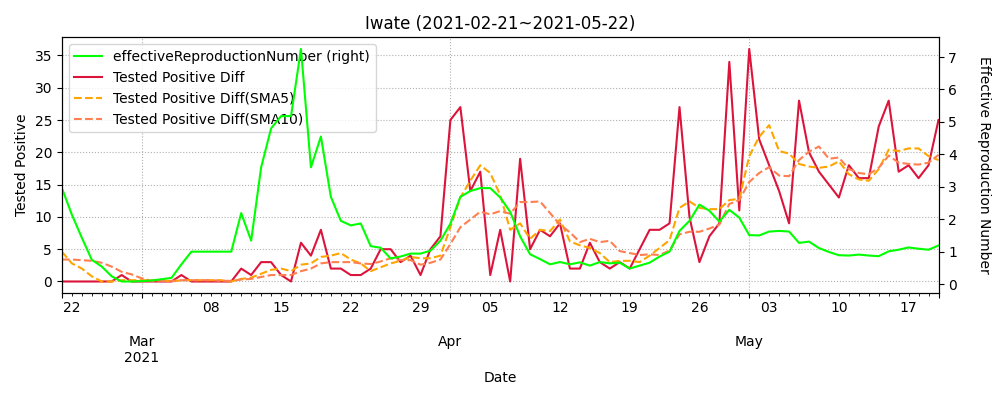 Iwate (2021-02-21~2021-05-22)
effectiveReproductionNumber (right)
Tested Positive Diff
Tested Positive Diff(SMA5)
Tested Positive Diff(SMA10)
Tested Positive
35
30
25
20
15
10
5
0
7
6
5
4
3
2
1
0
Effective Reproduction Number
22 08 15 22 29 05 12 19 26 03 10 17
Mar Apr May
2021
Date